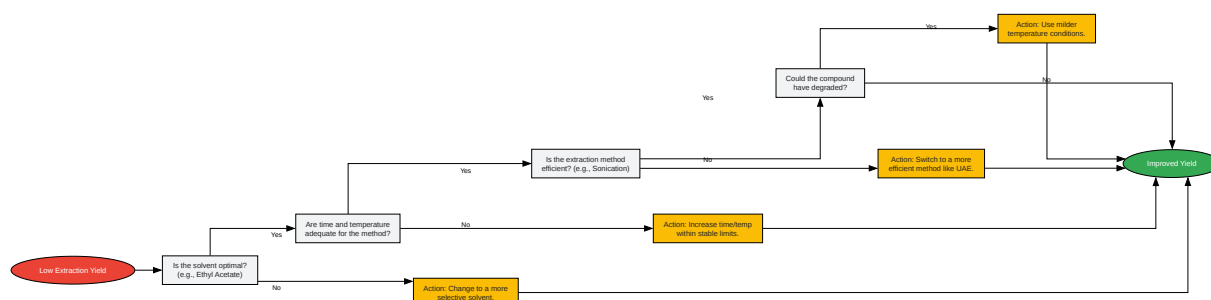 Yes
Action: Use milder
temperature conditions.
Could the compound
have degraded?
No
Yes
Is the extraction method
efficient? (e.g., Sonication)
No
Action: Switch to a more
efficient method like UAE.
Improved Yield
Yes
Are time and temperature
adequate for the method?
No
Action: Increase time/temp
within stable limits.
Yes
Is the solvent optimal?
(e.g., Ethyl Acetate)
Low Extraction Yield
No
Action: Change to a more
selective solvent.